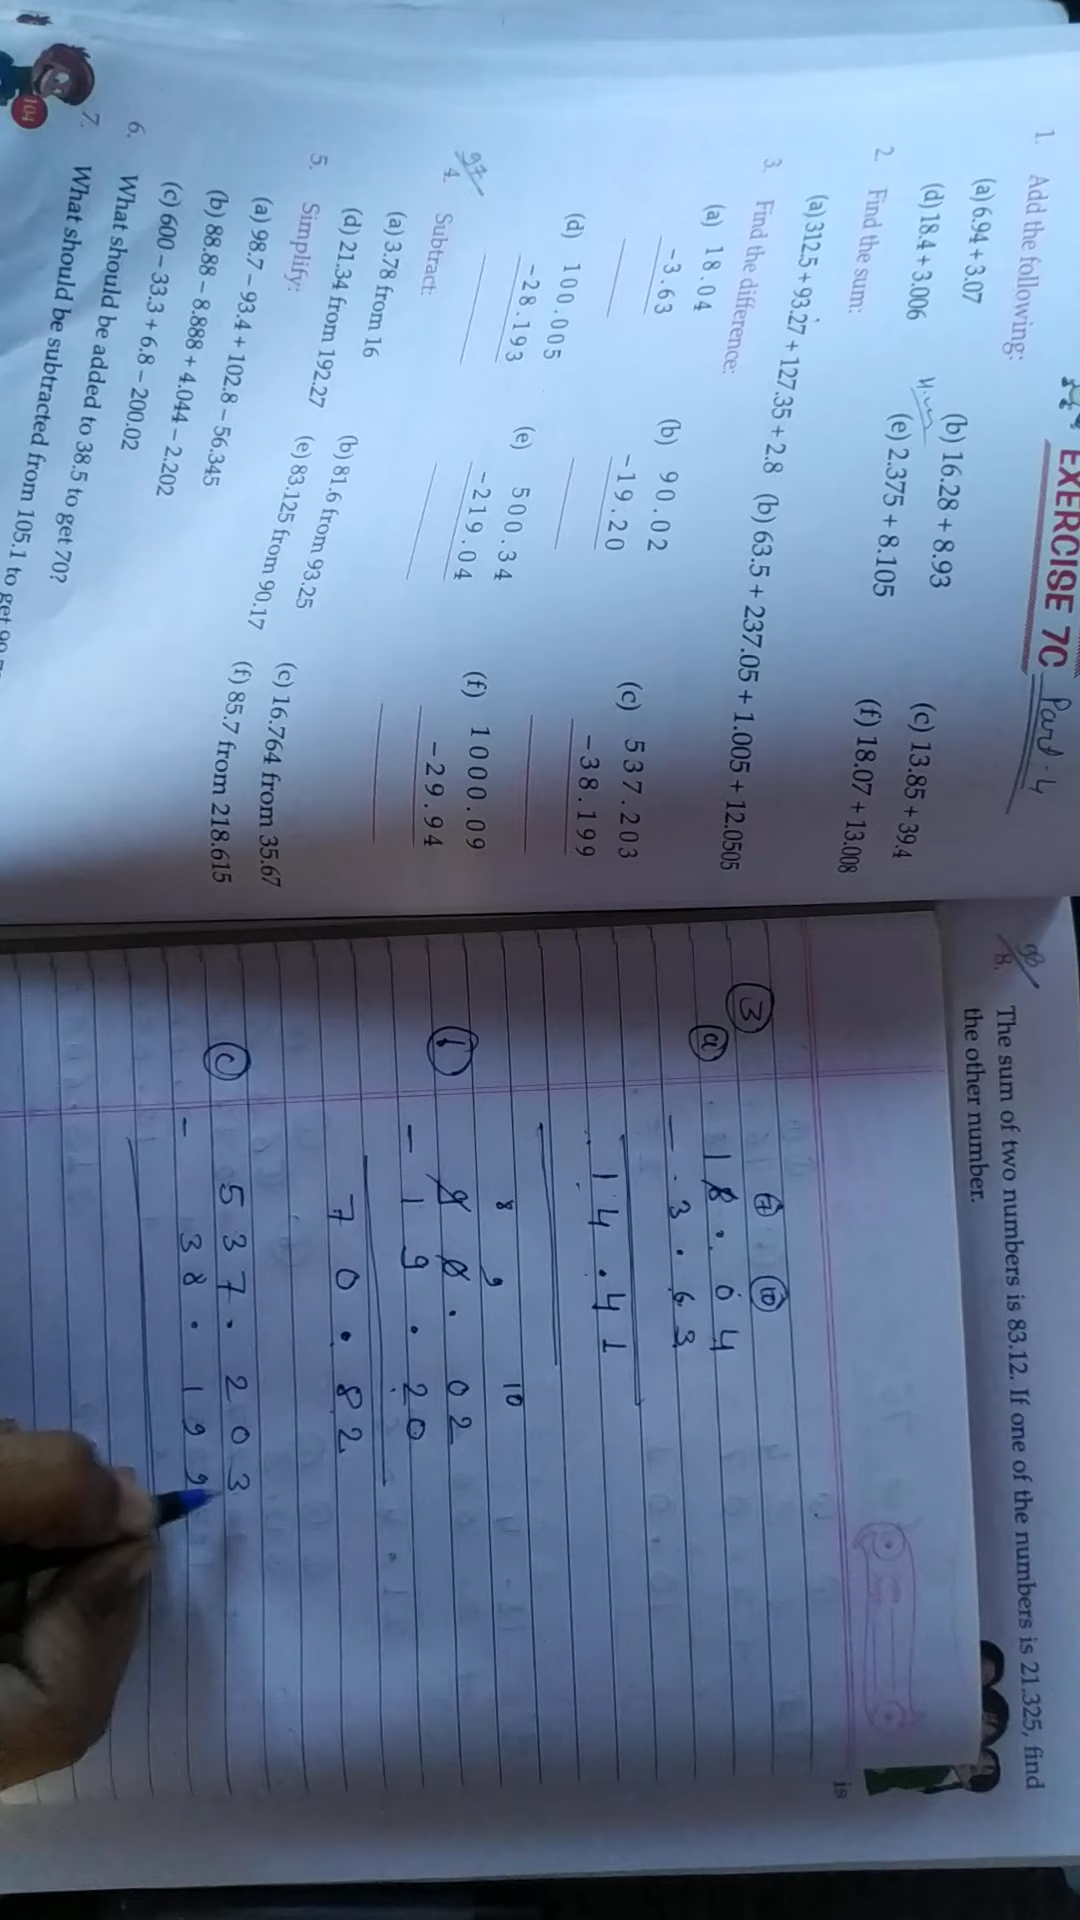 EXERCISE 7C Part - 4
1. Add the following:
(a) 6.94 + 3.07 (b) 16.28 + 8.93 (c) 13.85 + 39.4
(d) 18.4 + 3.006 (e) 2.375 + 8.105 (f) 18.07 + 13.008
2. Find the sum:
(a) 312.5 + 93.27 + 127.35 + 2.8 (b) 63.5 + 237.05 + 1.005 + 12.0505
3. Find the difference:
(a) 18.04 (b) 90.02 (c) 537.203
-3.63 -19.20 -38.199
(d) 100.005 (e) 500.34 (f) 1000.09
-28.193 -219.04 -29.94
4. Subtract:
(a) 3.78 from 16 (b) 81.6 from 93.25 (c) 16.764 from 35.67
(d) 21.34 from 192.27 (e) 83.125 from 90.17 (f) 85.7 from 218.615
5. Simplify:
(a) 98.7 – 93.4 + 102.8 – 56.345
(b) 88.88 – 8.888 + 4.044 – 2.202
(c) 600 – 33.3 + 6.8 – 200.02
6. What should be added to 38.5 to get 70?
7. What should be subtracted from 105.1 to get
104
8. The sum of two numbers is 83.12. If one of the numbers is 21.325, find
the other number.
is
3
7 10
a 18.04
- 3.63
14.41
8 9 10
90.02
- 19.20
70.82
c 537.203
- 38.199